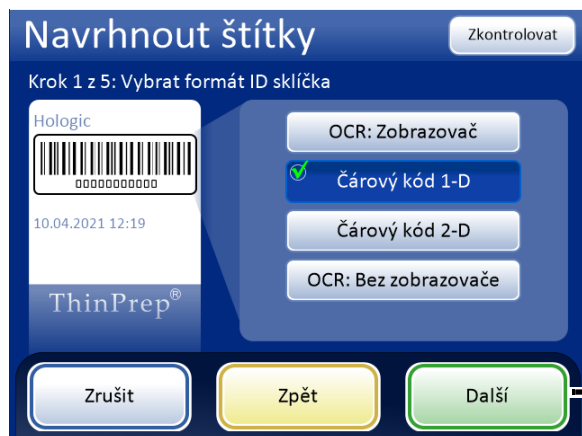 Navrhnout štítky
Zkontrolovat
Krok 1 z 5: Vybrat formát ID sklíčka
Hologic
00000000000
10.04.2021 12:19
ThinPrep®
OCR: Zobrazovač
Čárový kód 1-D
Čárový kód 2-D
OCR: Bez zobrazovače
Zrušit
Zpět
Další